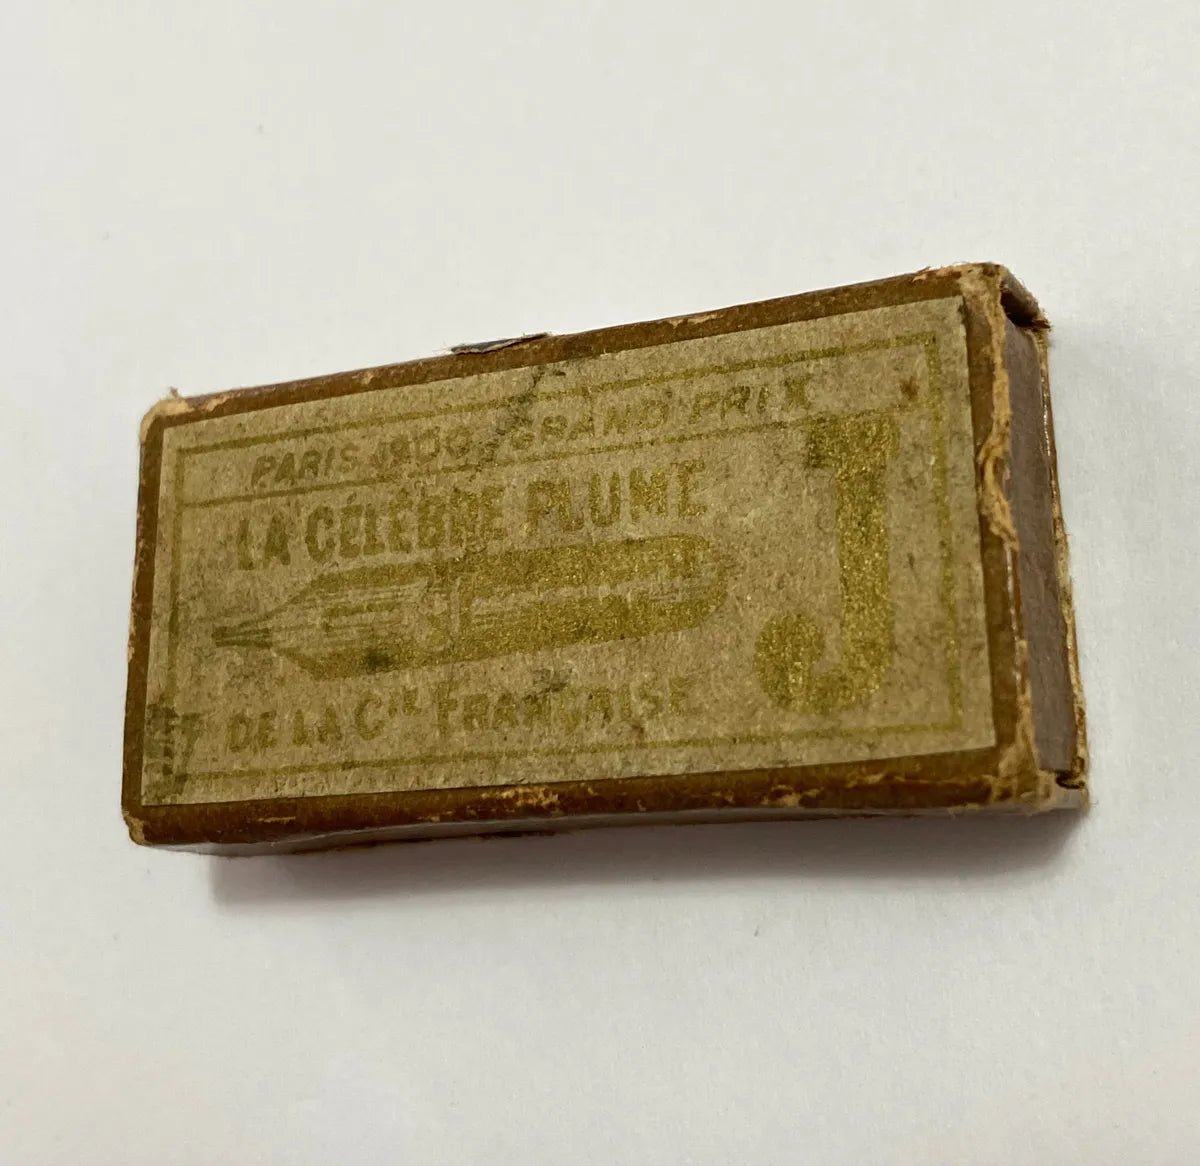 PARIS 1900, GRAND PRIX
LA CÉLÈBRE PLUME
J
DE LA CIE FRANÇAISE